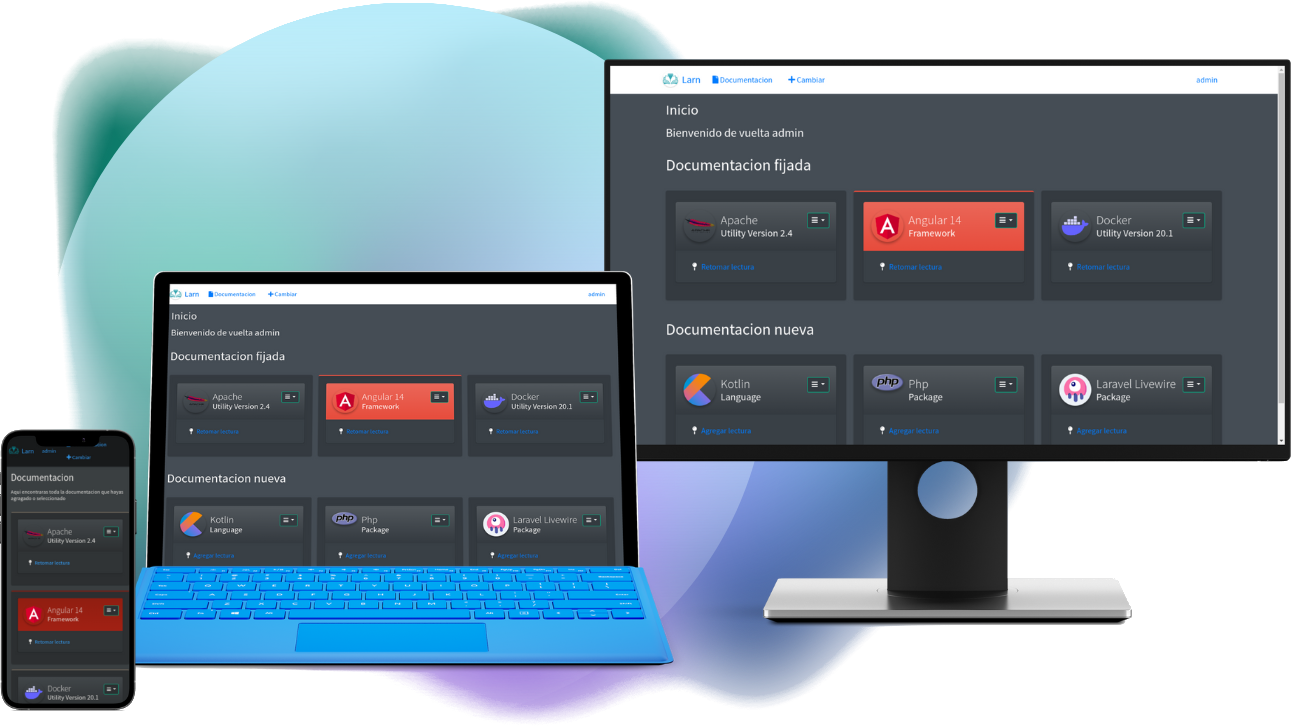 Larn Documentacion Cambiar admin
Inicio
Bienvenido de vuelta admin
Documentacion fijada
Apache
Utility Version 2.4
Retomar lectura
Angular 14
Framework
Retomar lectura
Docker
Utility Version 20.1
Retomar lectura
Documentacion nueva
Kotlin
Language
Agregar lectura
php
Php
Package
Agregar lectura
Laravel Livewire
Package
Agregar lectura
Larn Documentacion Cambiar admin
Inicio
Bienvenido de vuelta admin
Documentacion fijada
Apache
Utility Version 2.4
Retomar lectura
Angular 14
Framework
Retomar lectura
Docker
Utility Version 20.1
Retomar lectura
Documentacion nueva
Kotlin
Language
Agregar lectura
php
Php
Package
Agregar lectura
Laravel Livewire
Package
Agregar lectura
Larn admin
Cambiar
Documentacion
Aqui encontraras toda la documentacion que hayas
agregado o seleccionado
Apache
Utility Version 2.4
Retomar lectura
Angular 14
Framework
Retomar lectura
Docker
Utility Version 20.1